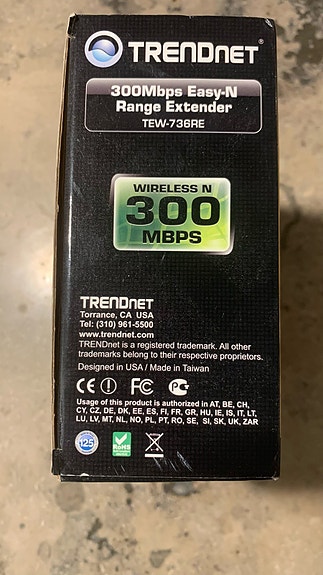 TRENDNET®
300Mbps Easy-N
Range Extender
TEW-736RE
WIRELESS N
300
MBPS
TRENDNET
Torrance, CA USA
Tel: (310) 961-5500
www.trendnet.com
TRENDnet is a registered trademark. All other
trademarks belong to their respective proprietors.
Designed in USA / Made in Taiwan
CE FC PG
Usage of this product is authorized in AT, BE, CH,
CY, CZ, DE, DK, EE, ES, FI, FR, GR, HU, IE, IS, IT, LT,
LU, LV, MT, NL, NO, PL, PT, RO, SE, SI, SK, UK, ZAR
125
RoHS